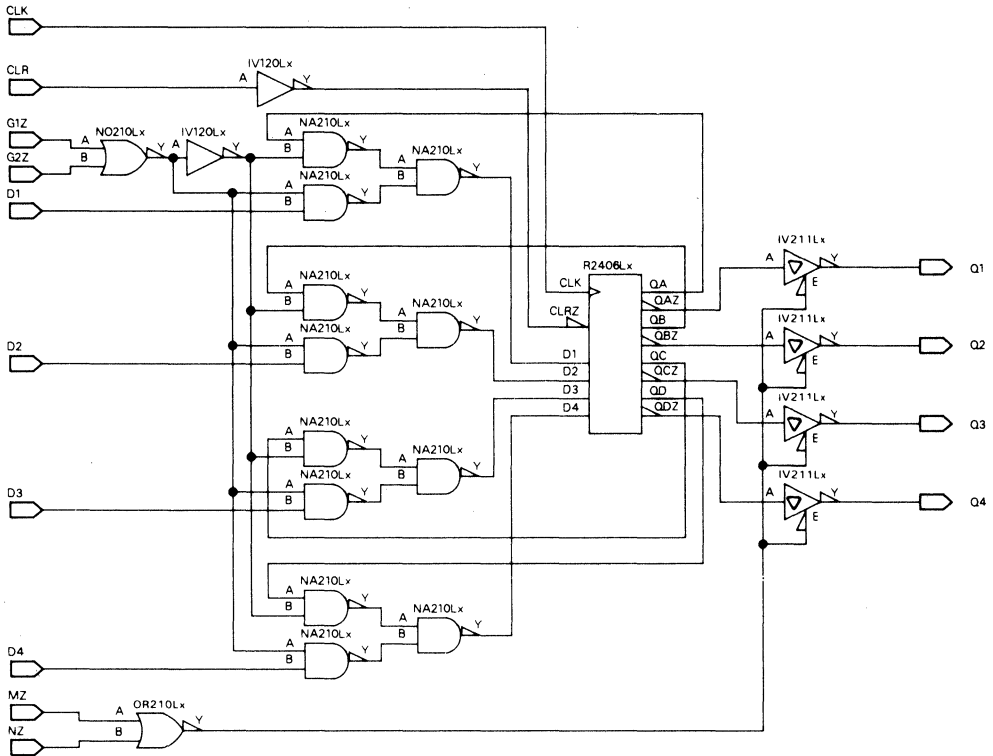 CLK
CLR
A
IV120Lx
Y
G1Z
G2Z
A
B
NO210Lx
Y
A
IV120Lx
Y
D1
NA210Lx
A
B
Y
NA210Lx
A
B
Y
NA210Lx
A
B
Y
D2
NA210Lx
A
B
Y
NA210Lx
A
B
Y
NA210Lx
A
B
Y
D3
NA210Lx
A
B
Y
NA210Lx
A
B
Y
NA210Lx
A
B
Y
D4
NA210Lx
A
B
Y
NA210Lx
A
B
Y
NA210Lx
A
B
Y
MZ
NZ
OR210Lx
A
B
Y
R2406Lx
CLK
CLRZ
D1
D2
D3
D4
QA
QAZ
QB
QBZ
QC
QCZ
QD
QDZ
IV211Lx
A
Y
E
Q1
IV211Lx
A
Y
E
Q2
IV211Lx
A
Y
E
Q3
IV211Lx
A
Y
E
Q4